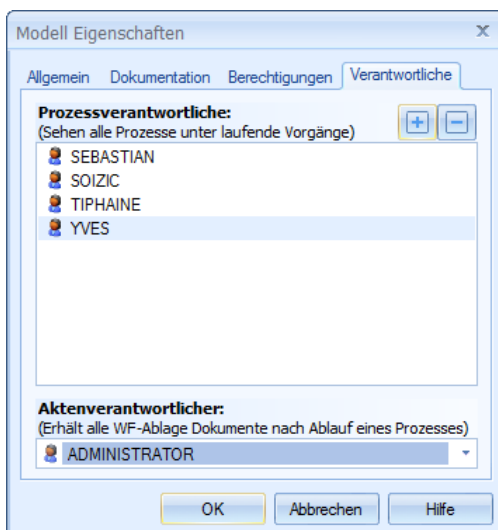 Modell Eigenschaften
Allgemein Dokumentation Berechtigungen Verantwortliche
Prozessverantwortliche:
(Sehen alle Prozesse unter laufende Vorgänge)
SEBASTIAN
SOIZIC
TIPHAINE
YVES
Aktenverantwortlicher:
(Erhält alle WF-Ablage Dokumente nach Ablauf eines Prozesses)
ADMINISTRATOR
OK Abbrechen Hilfe